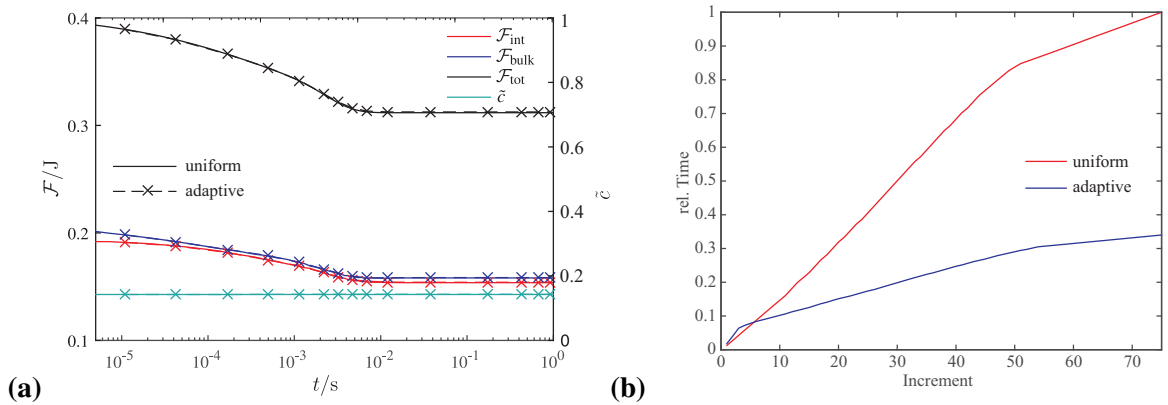 0.4
0.3
0.2
0.1
𝓕/J
1
0.8
0.6
0.4
0.2
0
c̃
𝓕int
𝓕bulk
𝓕tot
c̃
uniform
adaptive
10⁻⁵ 10⁻⁴ 10⁻³ 10⁻² 10⁻¹ 10⁰
t/s
(a)
1
0.9
0.8
0.7
0.6
0.5
0.4
0.3
0.2
0.1
0
rel. Time
uniform
adaptive
0 10 20 30 40 50 60 70
Increment
(b)